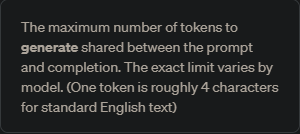 The maximum number of tokens to
generate shared between the prompt
and completion. The exact limit varies by
model. (One token is roughly 4 characters
for standard English text)